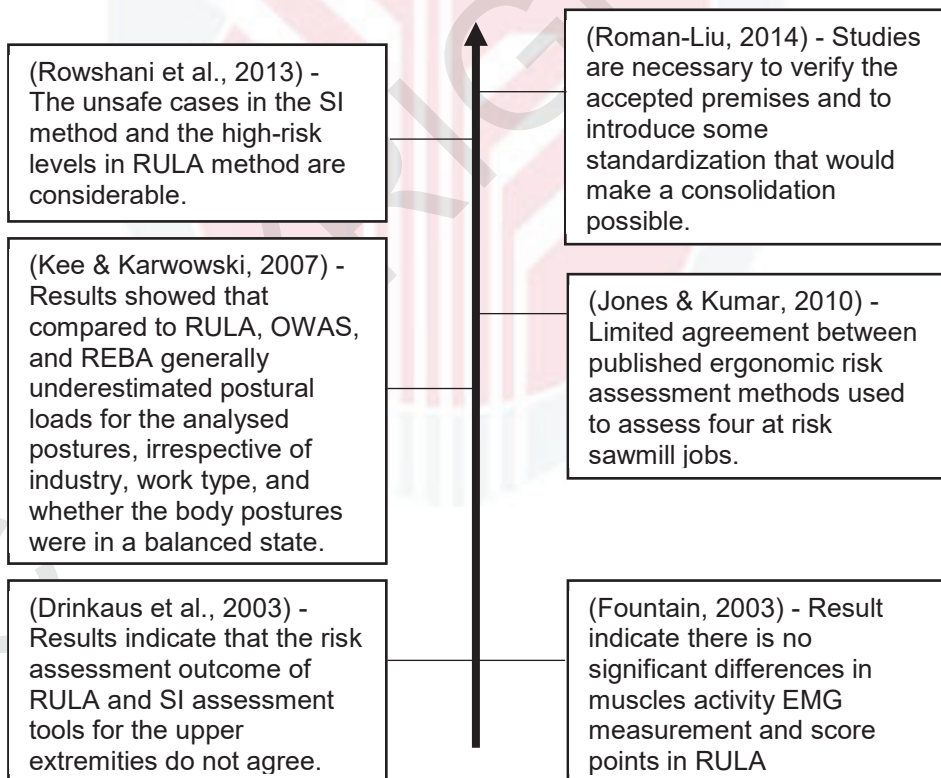 (Rowshani et al., 2013) -
The unsafe cases in the SI
method and the high-risk
levels in RULA method are
considerable.
(Roman-Liu, 2014) - Studies
are necessary to verify the
accepted premises and to
introduce some
standardization that would
make a consolidation
possible.
(Kee & Karwowski, 2007) -
Results showed that
compared to RULA, OWAS,
and REBA generally
underestimated postural
loads for the analysed
postures, irrespective of
industry, work type, and
whether the body postures
were in a balanced state.
(Jones & Kumar, 2010) -
Limited agreement between
published ergonomic risk
assessment methods used
to assess four at risk
sawmill jobs.
(Drinkaus et al., 2003) -
Results indicate that the risk
assessment outcome of
RULA and SI assessment
tools for the upper
extremities do not agree.
(Fountain, 2003) - Result
indicate there is no
significant differences in
muscles activity EMG
measurement and score
points in RULA